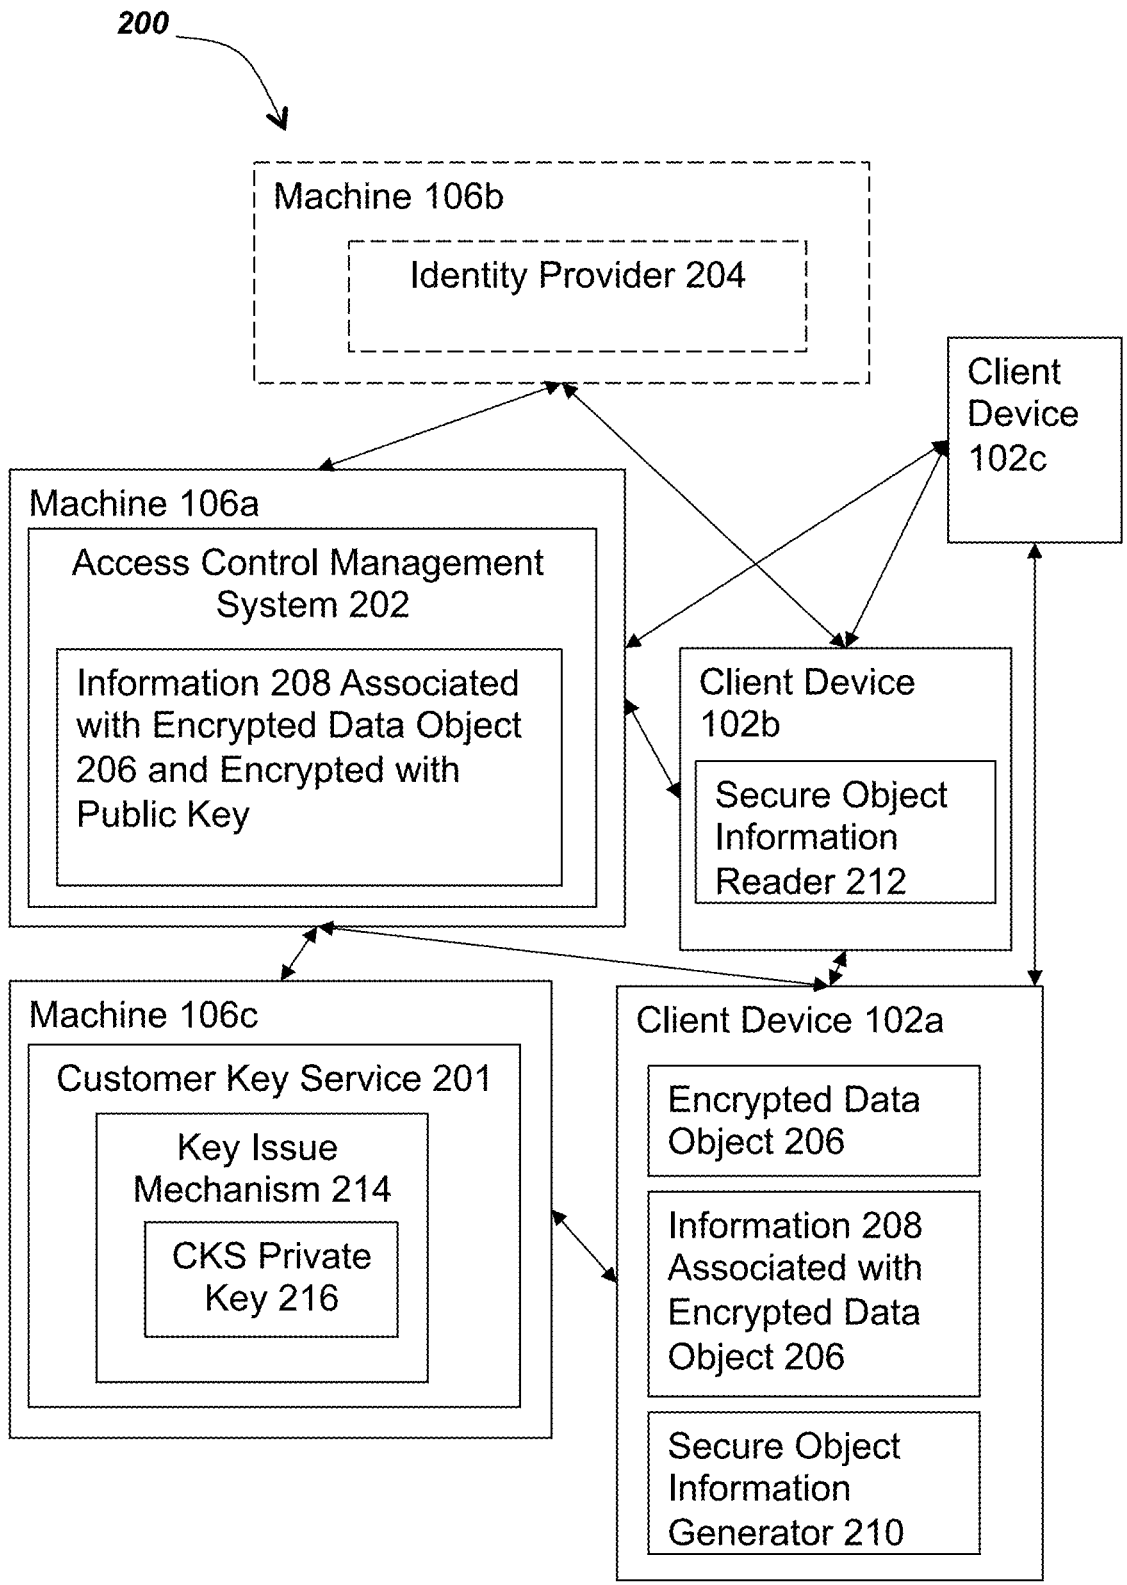 200
Machine 106b
Identity Provider 204
Client
Device
102c
Machine 106a
Access Control Management
System 202
Information 208 Associated
with Encrypted Data Object
206 and Encrypted with
Public Key
Client Device
102b
Secure Object
Information
Reader 212
Machine 106c
Customer Key Service 201
Key Issue
Mechanism 214
CKS Private
Key 216
Client Device 102a
Encrypted Data
Object 206
Information 208
Associated with
Encrypted Data
Object 206
Secure Object
Information
Generator 210